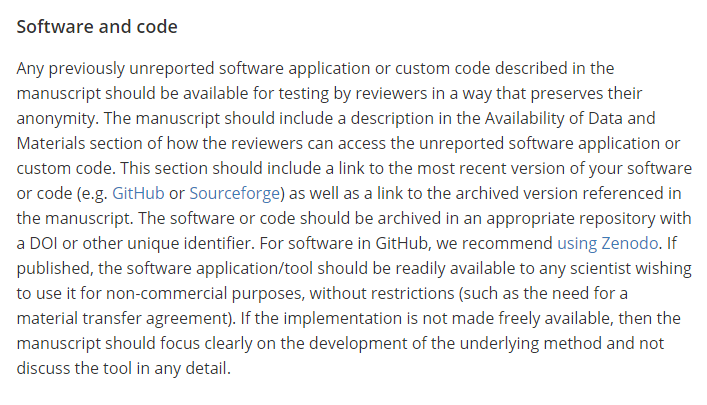 Software and code
Any previously unreported software application or custom code described in the
manuscript should be available for testing by reviewers in a way that preserves their
anonymity. The manuscript should include a description in the Availability of Data and
Materials section of how the reviewers can access the unreported software application or
custom code. This section should include a link to the most recent version of your software
or code (e.g. GitHub or Sourceforge) as well as a link to the archived version referenced in
the manuscript. The software or code should be archived in an appropriate repository with
a DOI or other unique identifier. For software in GitHub, we recommend using Zenodo. If
published, the software application/tool should be readily available to any scientist wishing
to use it for non-commercial purposes, without restrictions (such as the need for a
material transfer agreement). If the implementation is not made freely available, then the
manuscript should focus clearly on the development of the underlying method and not
discuss the tool in any detail.